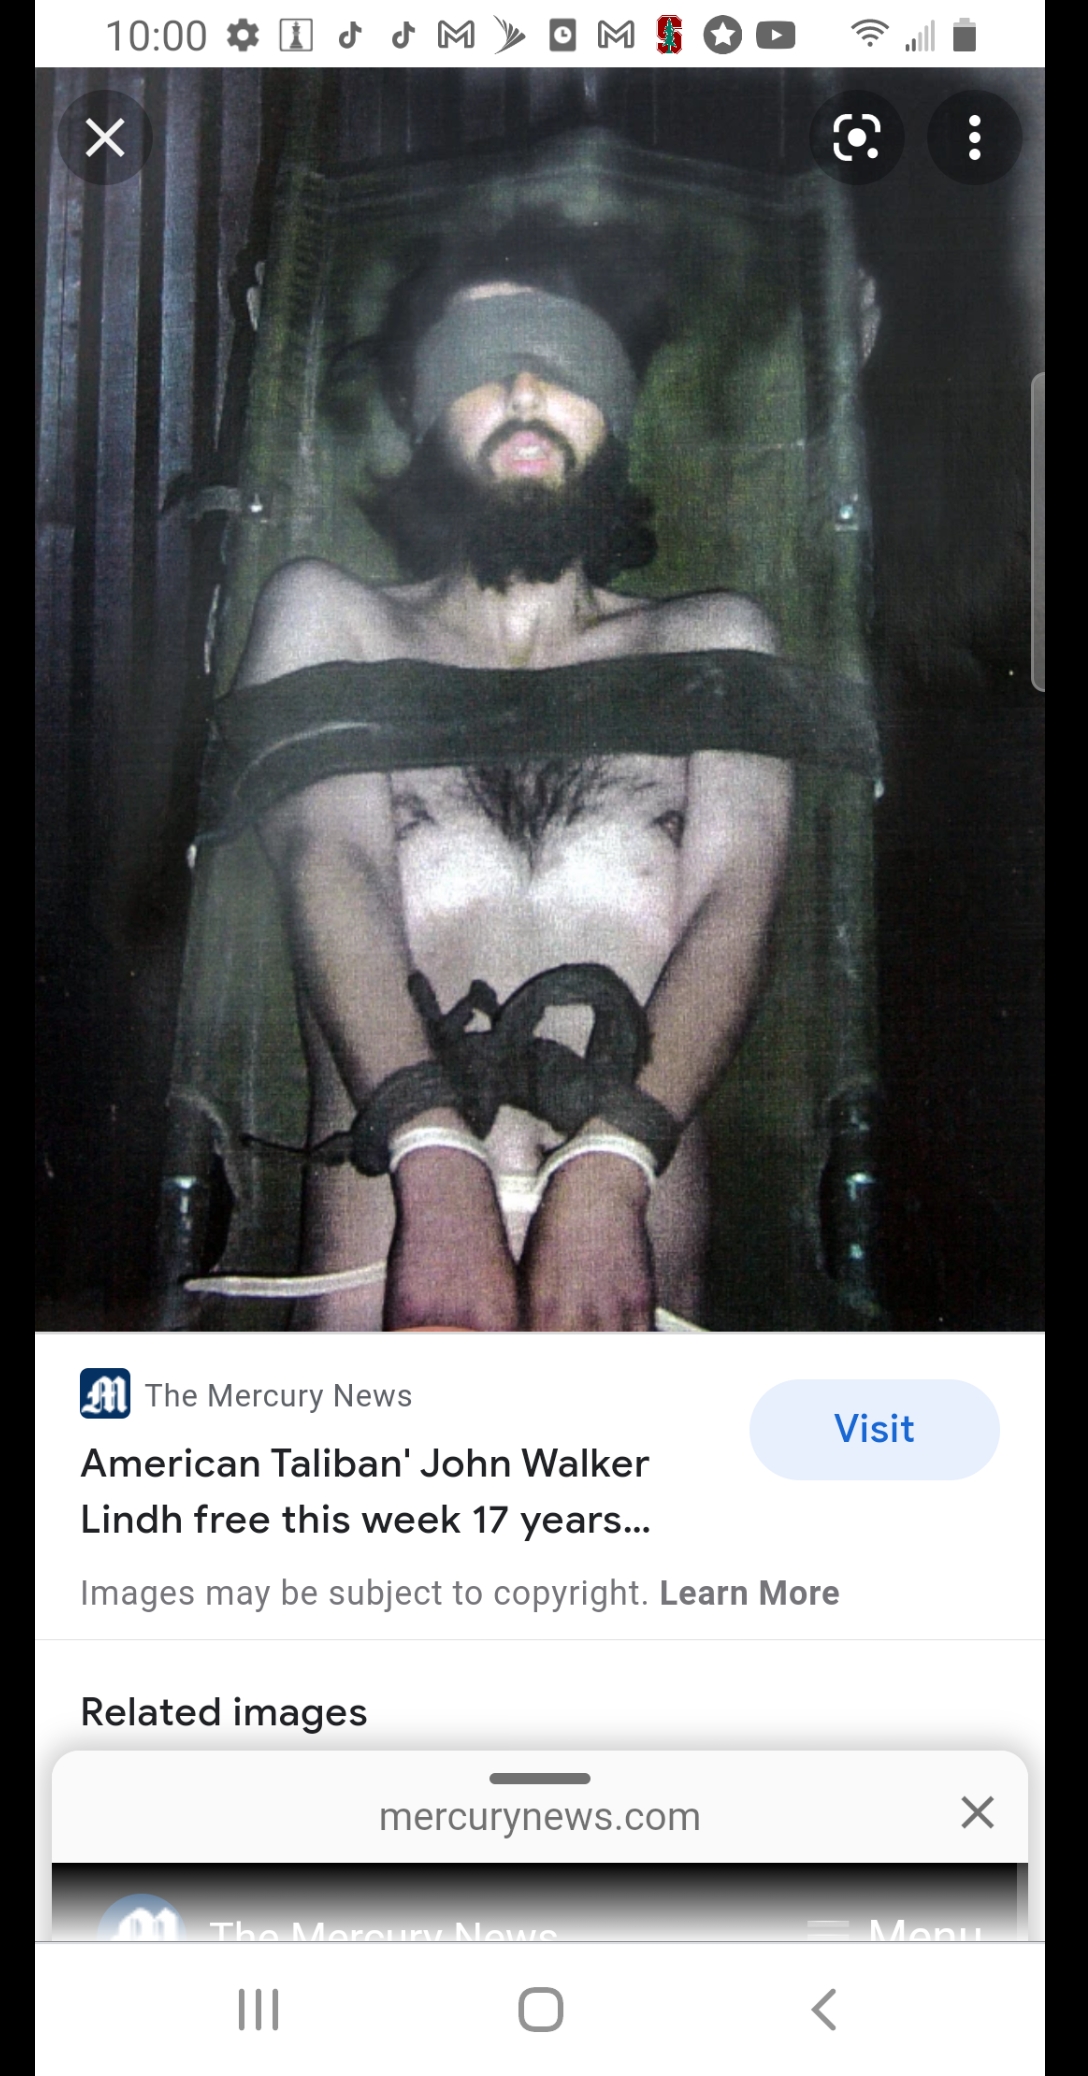 10:00
The Mercury News
Visit
American Taliban' John Walker
Lindh free this week 17 years...
Images may be subject to copyright. Learn More
Related images
mercurynews.com
The Mercury News
Menu